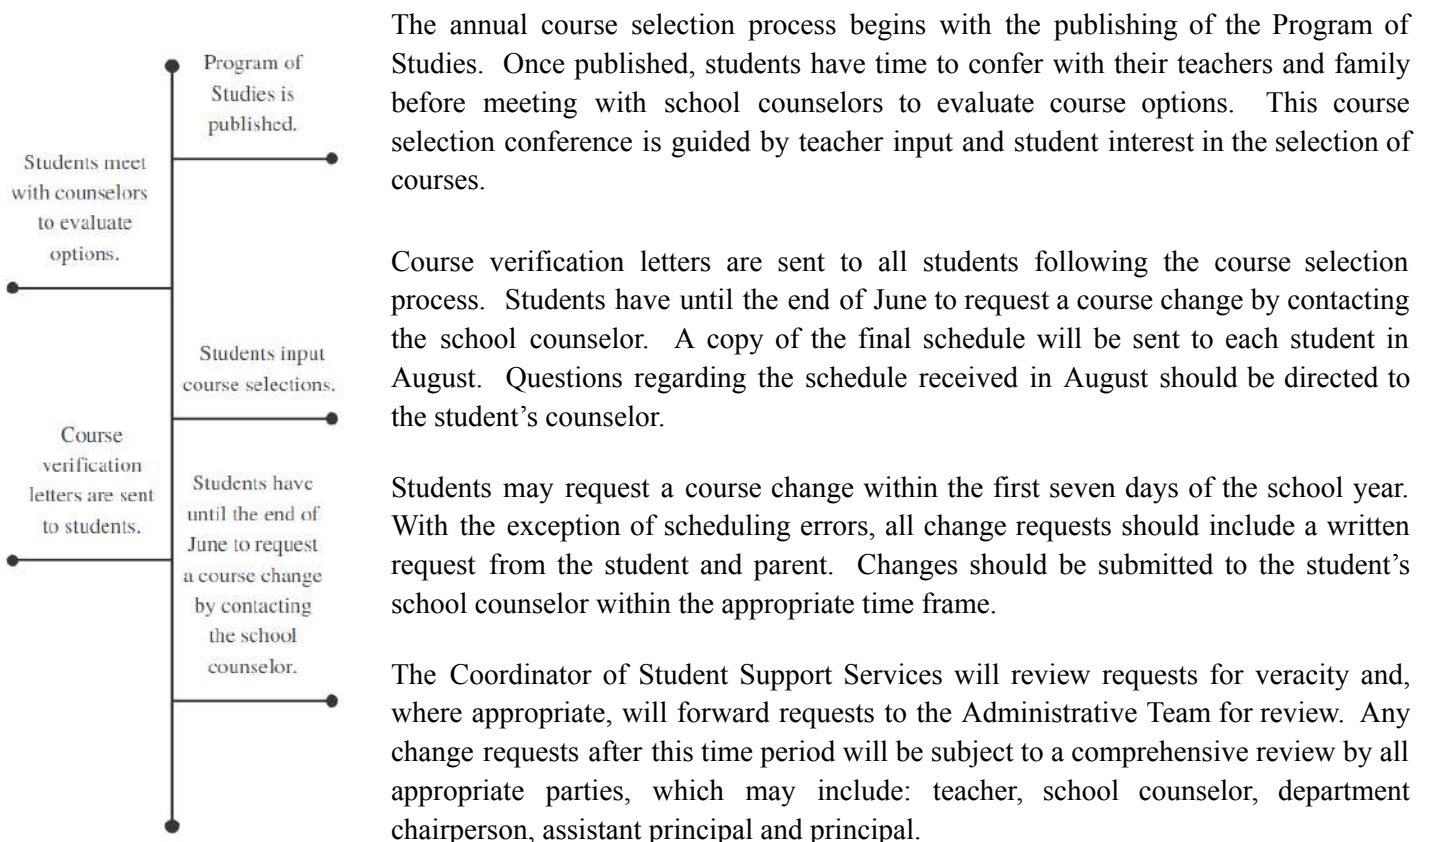 Program of
Studies is
published.
Students meet
with counselors
to evaluate
options.
Students input
course selections.
Course
verification
letters are sent
to students.
Students have
until the end of
June to request
a course change
by contacting
the school
counselor.
The annual course selection process begins with the publishing of the Program of
Studies. Once published, students have time to confer with their teachers and family
before meeting with school counselors to evaluate course options. This course
selection conference is guided by teacher input and student interest in the selection of
courses.
Course verification letters are sent to all students following the course selection
process. Students have until the end of June to request a course change by contacting
the school counselor. A copy of the final schedule will be sent to each student in
August. Questions regarding the schedule received in August should be directed to
the student’s counselor.
Students may request a course change within the first seven days of the school year.
With the exception of scheduling errors, all change requests should include a written
request from the student and parent. Changes should be submitted to the student’s
school counselor within the appropriate time frame.
The Coordinator of Student Support Services will review requests for veracity and,
where appropriate, will forward requests to the Administrative Team for review. Any
change requests after this time period will be subject to a comprehensive review by all
appropriate parties, which may include: teacher, school counselor, department
chairperson, assistant principal and principal.